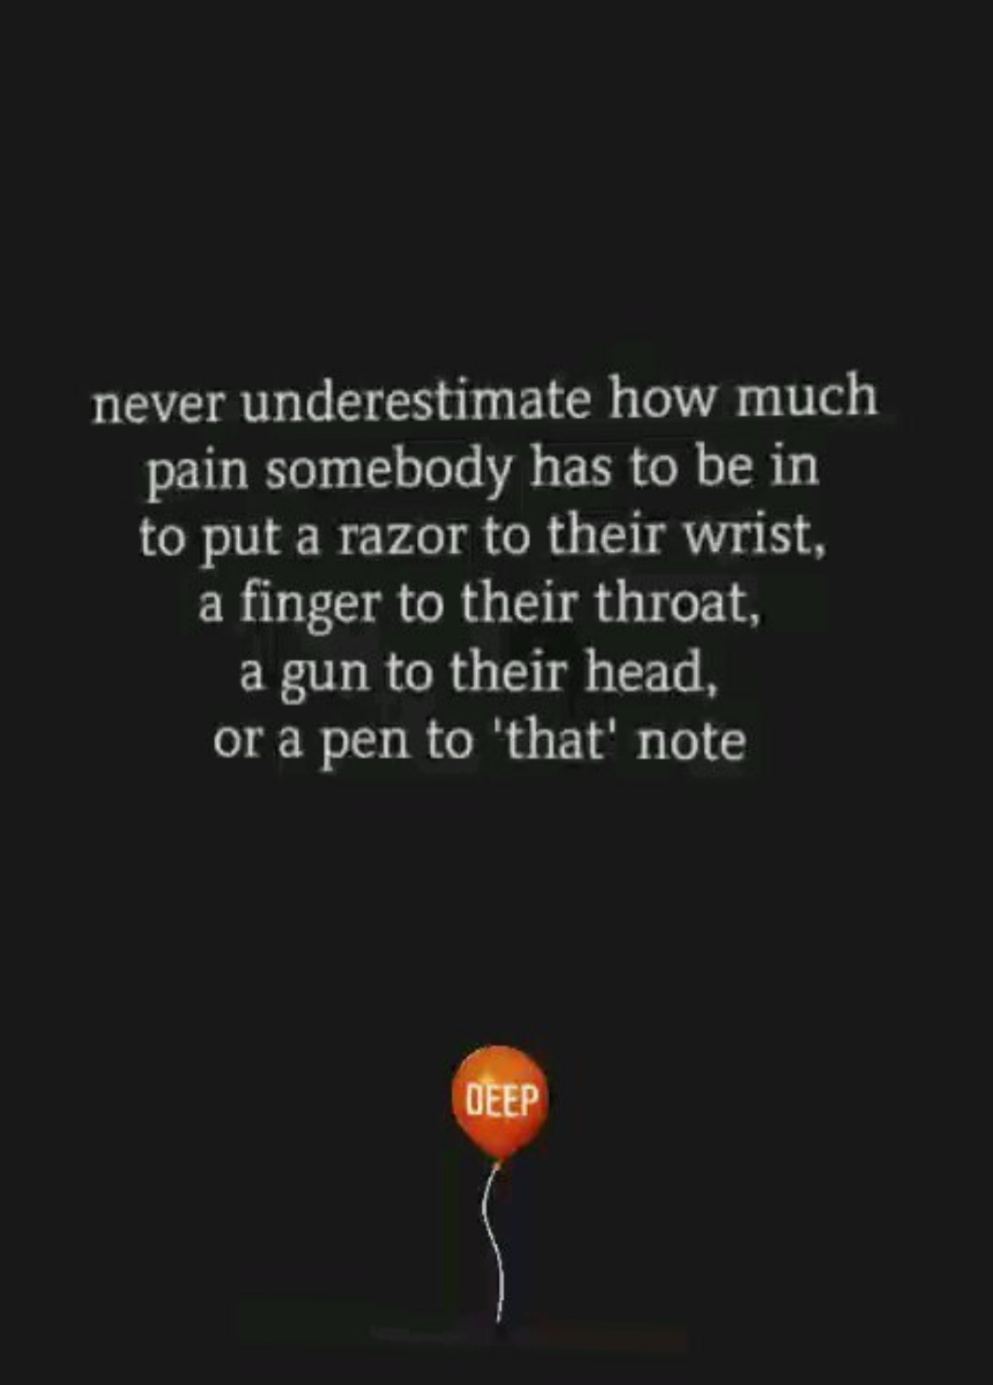 never underestimate how much
pain somebody has to be in
to put a razor to their wrist,
a finger to their throat,
a gun to their head,
or a pen to 'that' note
DEEP